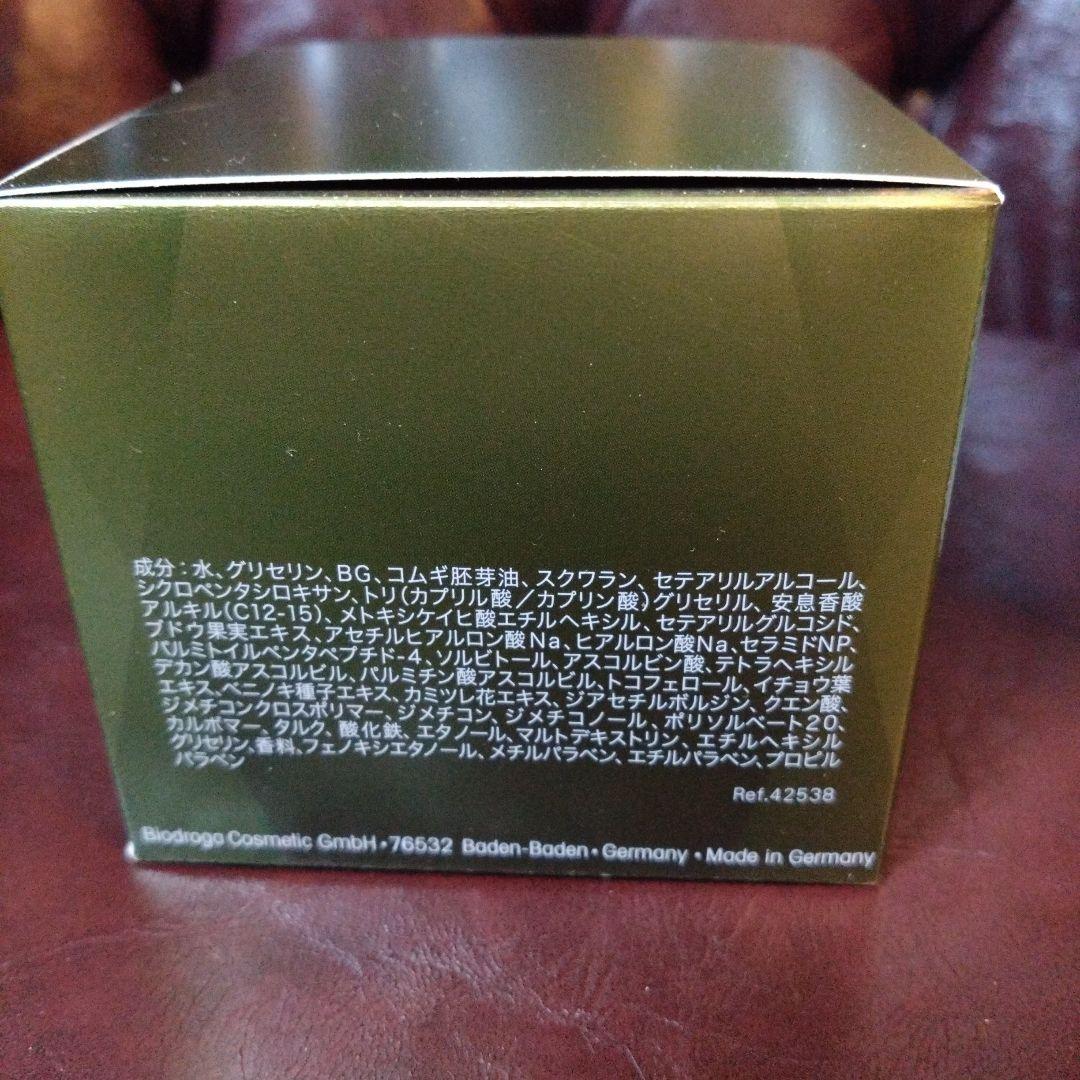 成分：水、グリセリン、BG、コムギ胚芽油、スクワラン、セテアリルアルコール、
シクロペンタシロキサン、トリ(カプリル酸／カプリン酸)グリセリル、安息香酸
アルキル(C12-15)、メトキシケイヒ酸エチルヘキシル、セテアリルグルコシド、
ブドウ果実エキス、アセチルヒアルロン酸Na、ヒアルロン酸Na、セラミドNP、
パルミトイルペンタペプチド-4、ソルビトール、アスコルビン酸、テトラヘキシル
デカン酸アスコルビル、パルミチン酸アスコルビル、トコフェロール、イチョウ葉
エキス、ベニノキ種子エキス、カミツレ花エキス、ジアセチルボルジン、クエン酸、
ジメチコンクロスポリマー、ジメチコン、ジメチコノール、ポリソルベート20、
カルボマー、タルク、酸化鉄、エタノール、マルトデキストリン、エチルヘキシル
グリセリン、香料、フェノキシエタノール、メチルパラベン、エチルパラベン、プロピル
パラベン
Ref.42538
Biodroga Cosmetic GmbH・76532 Baden-Baden・Germany・Made in Germany